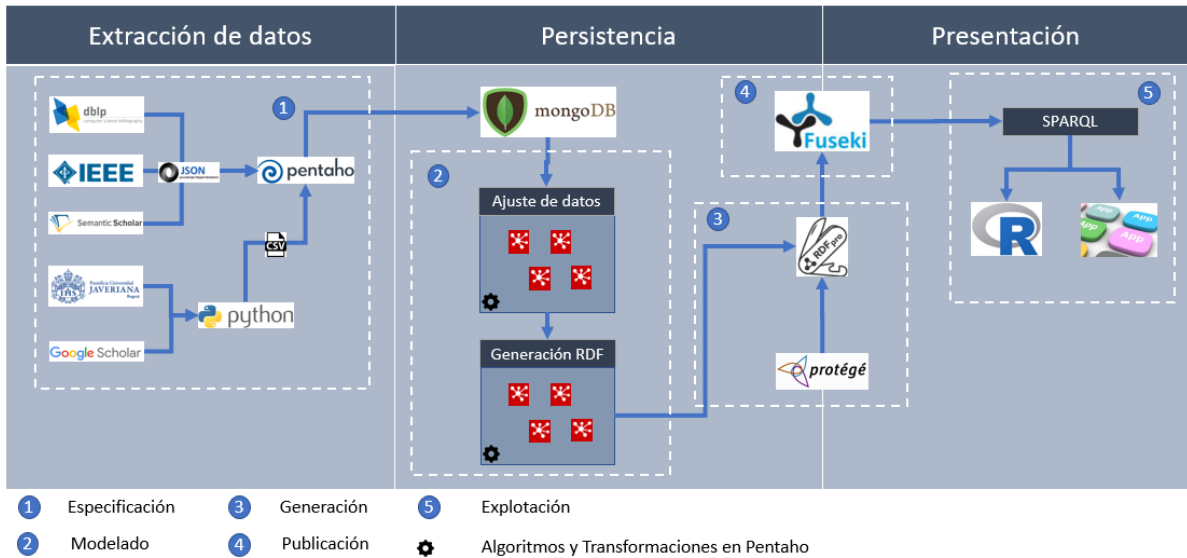 Extracción de datos
Persistencia
Presentación
dblp
computer science bibliography
IEEE
JSON
pentaho
Semantic Scholar
CSV
Pontificia Universidad
JAVERIANA
Bogotá
python
Google Scholar
1
mongoDB
2
Ajuste de datos
Generación RDF
3
RDFpro
protégé
4
Fuseki
5
SPARQL
R
App
App
App
1 Especificación
2 Modelado
3 Generación
4 Publicación
5 Explotación
Algoritmos y Transformaciones en Pentaho